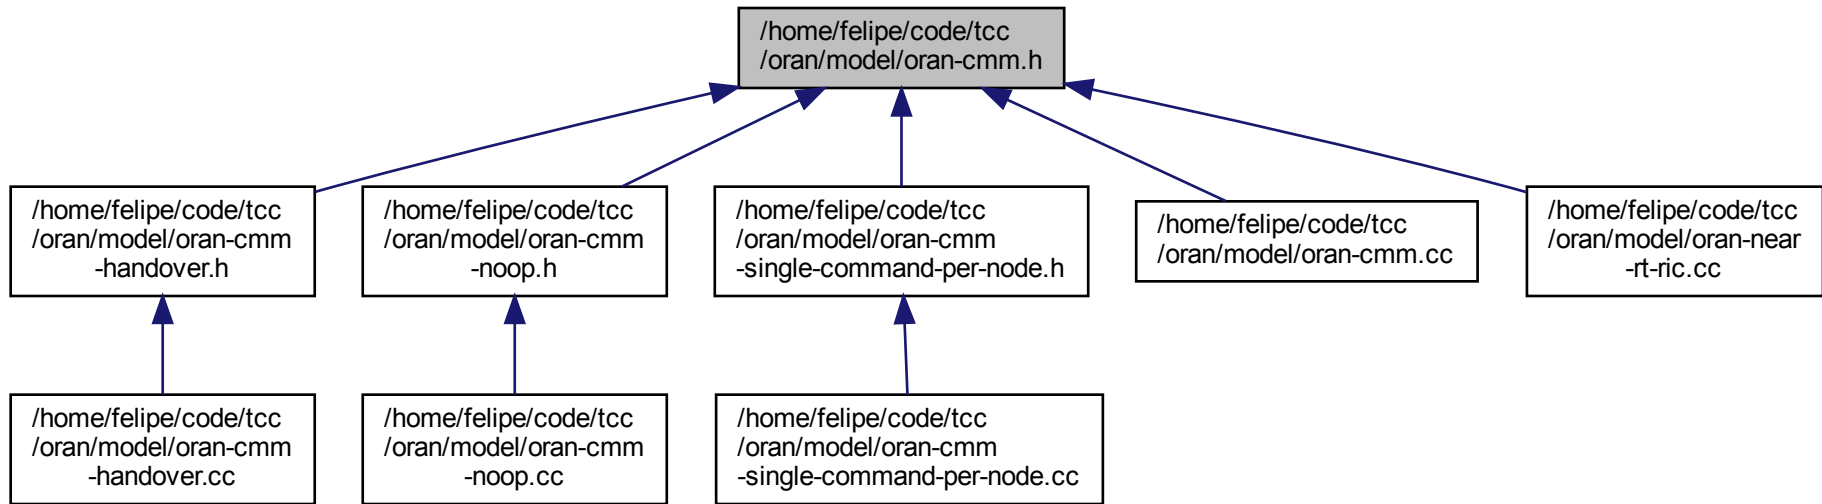 /home/felipe/code/tcc
/oran/model/oran-cmm.h
/home/felipe/code/tcc
/oran/model/oran-cmm
-handover.h
/home/felipe/code/tcc
/oran/model/oran-cmm
-noop.h
/home/felipe/code/tcc
/oran/model/oran-cmm
-single-command-per-node.h
/home/felipe/code/tcc
/oran/model/oran-cmm.cc
/home/felipe/code/tcc
/oran/model/oran-near
-rt-ric.cc
/home/felipe/code/tcc
/oran/model/oran-cmm
-handover.cc
/home/felipe/code/tcc
/oran/model/oran-cmm
-noop.cc
/home/felipe/code/tcc
/oran/model/oran-cmm
-single-command-per-node.cc